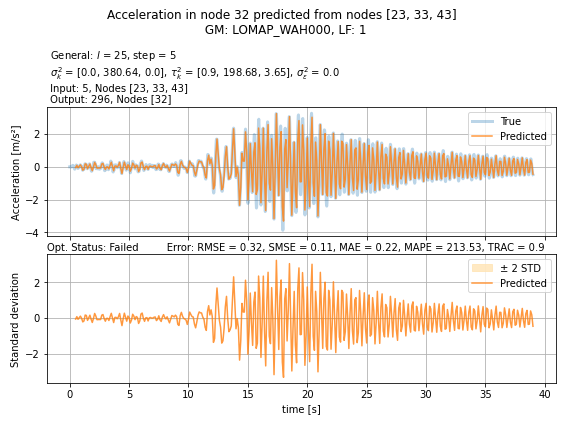 Acceleration in node 32 predicted from nodes [23, 33, 43]
GM: LOMAP_WAH000, LF: 1
General: l = 25, step = 5
σ²ₖ = [0.0, 380.64, 0.0], τ²ₖ = [0.9, 198.68, 3.65], σ²ε = 0.0
Input: 5, Nodes [23, 33, 43]
Output: 296, Nodes [32]
True
Predicted
Acceleration [m/s²]
2
0
−2
−4
Opt. Status: Failed Error: RMSE = 0.32, SMSE = 0.11, MAE = 0.22, MAPE = 213.53, TRAC = 0.9
± 2 STD
Predicted
Standard deviation
2
0
−2
0 5 10 15 20 25 30 35 40
time [s]